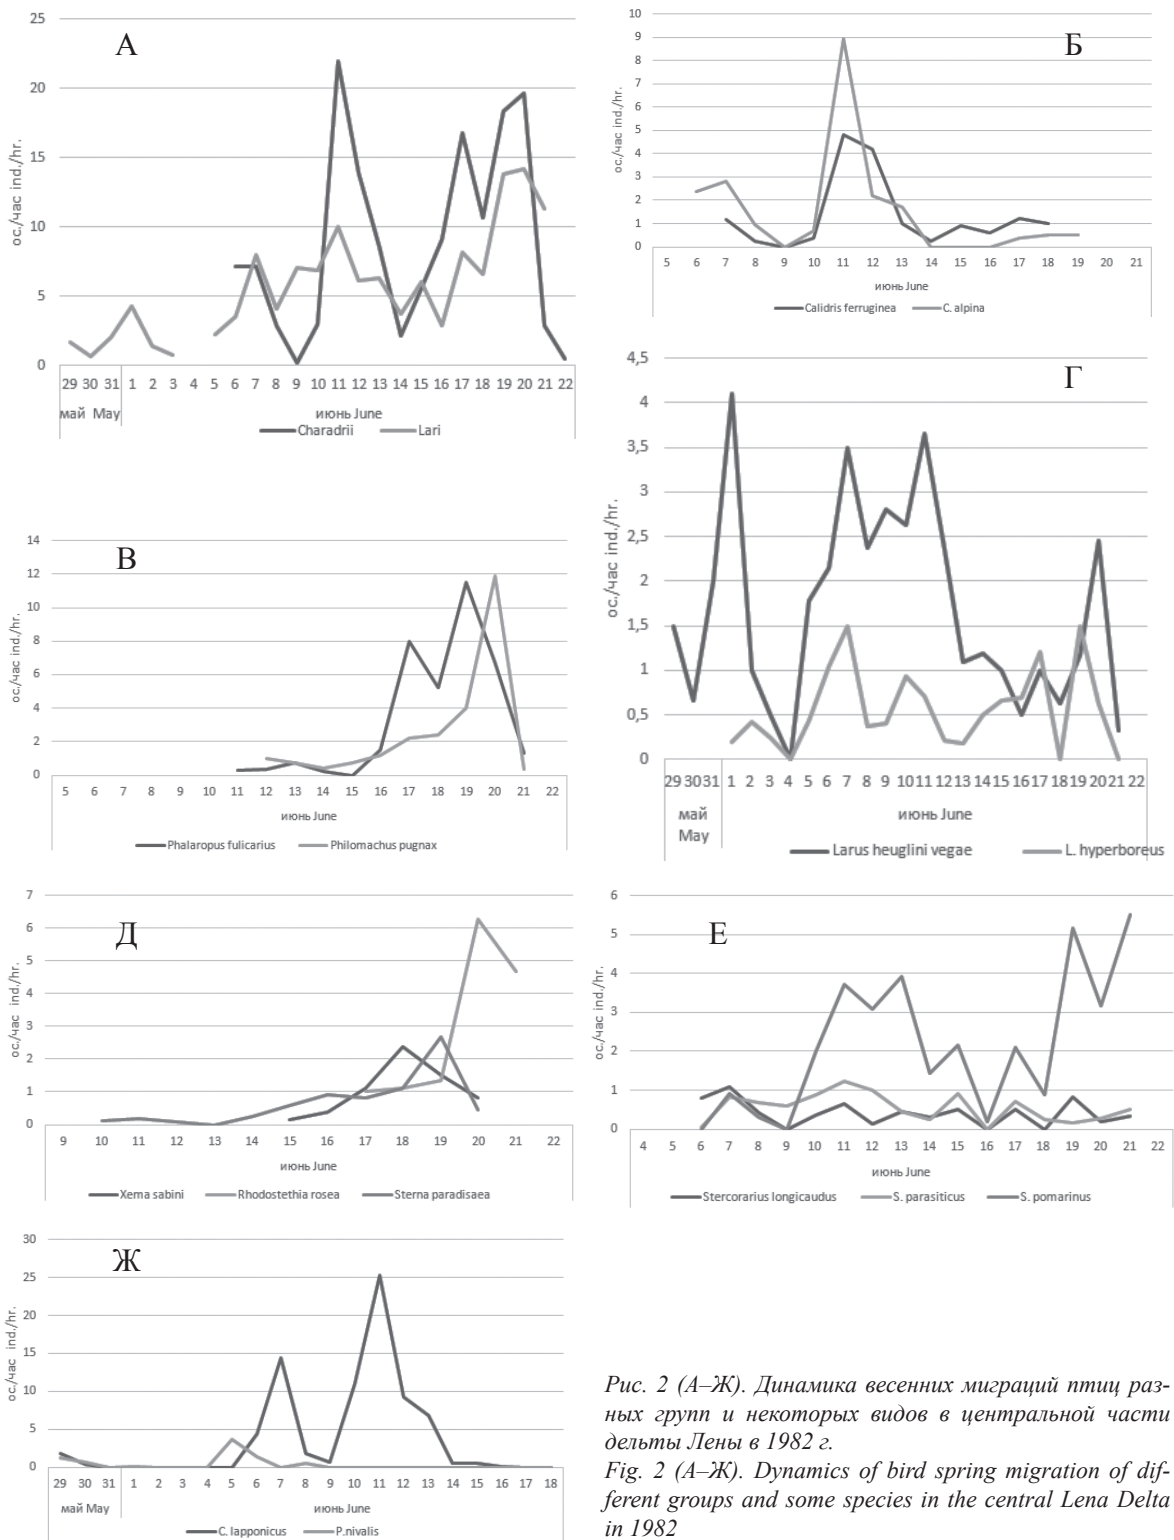 А
25
20
15
10
5
0
ос./час ind./hr.
29 30 31 1 2 3 4 5 6 7 8 9 10 11 12 13 14 15 16 17 18 19 20 21 22
май May
июнь June
Charadrii Lari
Б
10
9
8
7
6
5
4
3
2
1
0
ос./час ind./hr.
5 6 7 8 9 10 11 12 13 14 15 16 17 18 19 20 21
июнь June
Calidris ferruginea C. alpina
В
14
12
10
8
6
4
2
0
ос./час ind./hr.
5 6 7 8 9 10 11 12 13 14 15 16 17 18 19 20 21 22
июнь June
Phalaropus fulicarius Philomachus pugnax
Г
4,5
4
3,5
3
2,5
2
1,5
1
0,5
0
ос./час ind./hr.
29 30 31 1 2 3 4 5 6 7 8 9 10 11 12 13 14 15 16 17 18 19 20 21 22
май
May
июнь June
Larus heuglini vegae L. hyperboreus
Д
7
6
5
4
3
2
1
0
ос./час ind./hr.
9 10 11 12 13 14 15 16 17 18 19 20 21 22
июнь June
Xema sabini Rhodostethia rosea Sterna paradisaea
Е
6
5
4
3
2
1
0
ос./час ind./hr.
4 5 6 7 8 9 10 11 12 13 14 15 16 17 18 19 20 21 22
июнь June
Stercorarius longicaudus S. parasiticus S. pomarinus
Ж
30
25
20
15
10
5
0
ос./час ind./hr.
29 30 31 1 2 3 4 5 6 7 8 9 10 11 12 13 14 15 16 17 18
май May
июнь June
C. lapponicus P.nivalis
Рис. 2 (А–Ж). Динамика весенних миграций птиц раз-
ных групп и некоторых видов в центральной части
дельты Лены в 1982 г.
Fig. 2 (А–Ж). Dynamics of bird spring migration of dif-
ferent groups and some species in the central Lena Delta
in 1982